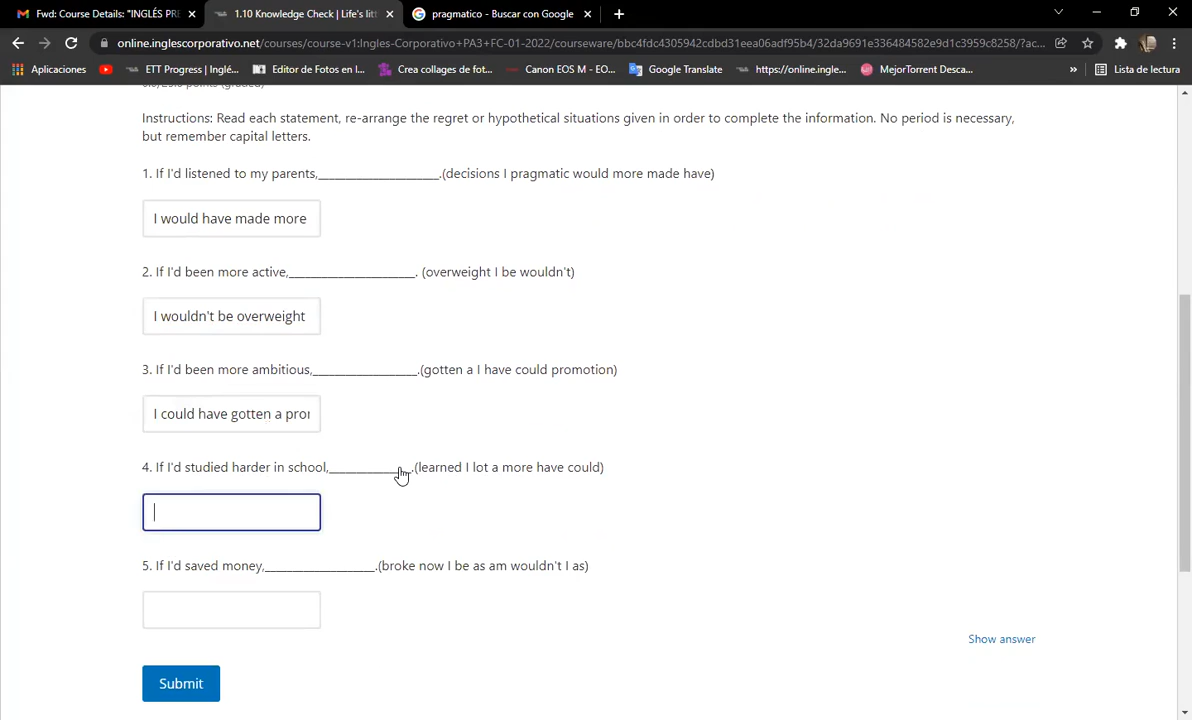 Fwd: Course Details: "INGLÉS PRE
1.10 Knowledge Check | Life's litt
pragmatico - Buscar con Google
online.inglescorporativo.net/courses/course-v1:Ingles-Corporativo+PA3+FC-01-2022/courseware/bbc4fdc4305942cdbd31eea06adf95b4/32da9691e336484582e9d1c3959c8258/?ac...
Aplicaciones
ETT Progress | Inglé...
Editor de Fotos en l...
Crea collages de fot...
Canon EOS M - EO...
Google Translate
https://online.ingle...
MejorTorrent Desca...
»
Lista de lectura
Instructions: Read each statement, re-arrange the regret or hypothetical situations given in order to complete the information. No period is necessary,
but remember capital letters.
1. If I'd listened to my parents,____________________.(decisions I pragmatic would more made have)
I would have made more
2. If I'd been more active,_____________________. (overweight I be wouldn't)
I wouldn't be overweight
3. If I'd been more ambitious,_________________.(gotten a I have could promotion)
I could have gotten a pror
4. If I'd studied harder in school,_____________.(learned I lot a more have could)
5. If I'd saved money,__________________.(broke now I be as am wouldn't I as)
Show answer
Submit